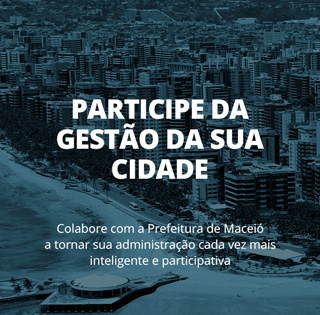 PARTICIPE DA
GESTÃO DA SUA
CIDADE
Colabore com a Prefeitura de Maceió
a tornar sua administração cada vez mais
inteligente e participativa